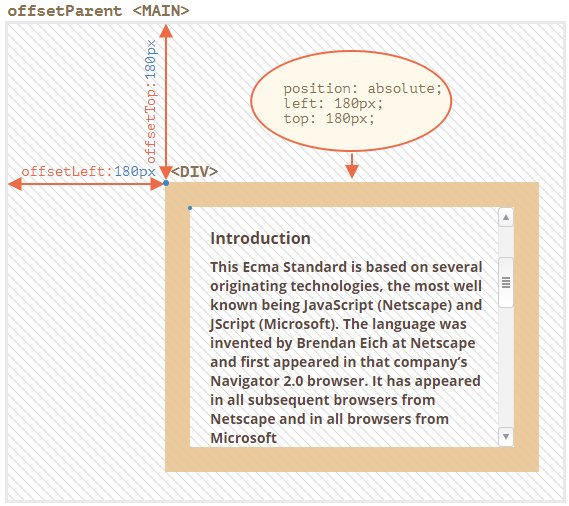 offsetParent <MAIN>
offsetTop:180px
position: absolute;
left: 180px;
top: 180px;
offsetLeft:180px
<DIV>
Introduction
This Ecma Standard is based on several
originating technologies, the most well
known being JavaScript (Netscape) and
JScript (Microsoft). The language was
invented by Brendan Eich at Netscape
and first appeared in that company’s
Navigator 2.0 browser. It has appeared
in all subsequent browsers from
Netscape and in all browsers from
Microsoft